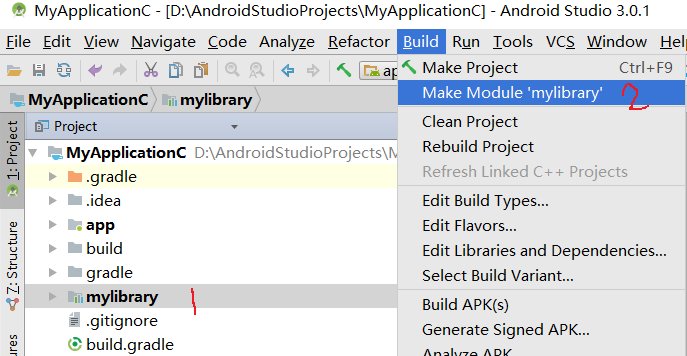 MyApplicationC - [D:\AndroidStudioProjects\MyApplicationC] - Android Studio 3.0.1
File Edit View Navigate Code Analyze Refactor Build Run Tools VCS Window Help
Make Project Ctrl+F9
MyApplicationC mylibrary
Make Module 'mylibrary' 2
Project
Clean Project
MyApplicationC D:\AndroidStudioProjects\M
Rebuild Project
.gradle
Refresh Linked C++ Projects
.idea
Edit Build Types...
app
Edit Flavors...
build
Edit Libraries and Dependencies...
gradle
Select Build Variant...
mylibrary 1
Build APK(s)
.gitignore
Generate Signed APK...
build.gradle
Analyze APK
1: Project
Z: Structure